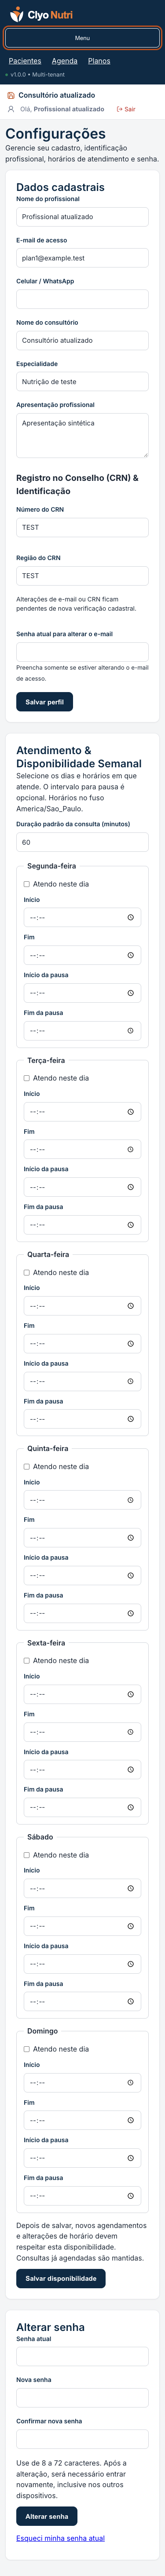 Clyo Nutri
Menu
Pacientes Agenda Planos
v1.0.0 • Multi-tenant
Consultório atualizado
Olá, Profissional atualizado
Sair
Configurações
Gerencie seu cadastro, identificação
profissional, horários de atendimento e senha.
Dados cadastrais
Nome do profissional
Profissional atualizado
E-mail de acesso
plan1@example.test
Celular / WhatsApp
Nome do consultório
Consultório atualizado
Especialidade
Nutrição de teste
Apresentação profissional
Apresentação sintética
Registro no Conselho (CRN) &
Identificação
Número do CRN
TEST
Região do CRN
TEST
Alterações de e-mail ou CRN ficam
pendentes de nova verificação cadastral.
Senha atual para alterar o e-mail
Preencha somente se estiver alterando o e-mail
de acesso.
Salvar perfil
Atendimento &
Disponibilidade Semanal
Selecione os dias e horários em que
atende. O intervalo para pausa é
opcional. Horários no fuso
America/Sao_Paulo.
Duração padrão da consulta (minutos)
60
Segunda-feira
Atendo neste dia
Início
--:--
Fim
--:--
Início da pausa
--:--
Fim da pausa
--:--
Terça-feira
Atendo neste dia
Início
--:--
Fim
--:--
Início da pausa
--:--
Fim da pausa
--:--
Quarta-feira
Atendo neste dia
Início
--:--
Fim
--:--
Início da pausa
--:--
Fim da pausa
--:--
Quinta-feira
Atendo neste dia
Início
--:--
Fim
--:--
Início da pausa
--:--
Fim da pausa
--:--
Sexta-feira
Atendo neste dia
Início
--:--
Fim
--:--
Início da pausa
--:--
Fim da pausa
--:--
Sábado
Atendo neste dia
Início
--:--
Fim
--:--
Início da pausa
--:--
Fim da pausa
--:--
Domingo
Atendo neste dia
Início
--:--
Fim
--:--
Início da pausa
--:--
Fim da pausa
--:--
Depois de salvar, novos agendamentos
e alterações de horário devem
respeitar esta disponibilidade.
Consultas já agendadas são mantidas.
Salvar disponibilidade
Alterar senha
Senha atual
Nova senha
Confirmar nova senha
Use de 8 a 72 caracteres. Após a
alteração, será necessário entrar
novamente, inclusive nos outros
dispositivos.
Alterar senha
Esqueci minha senha atual